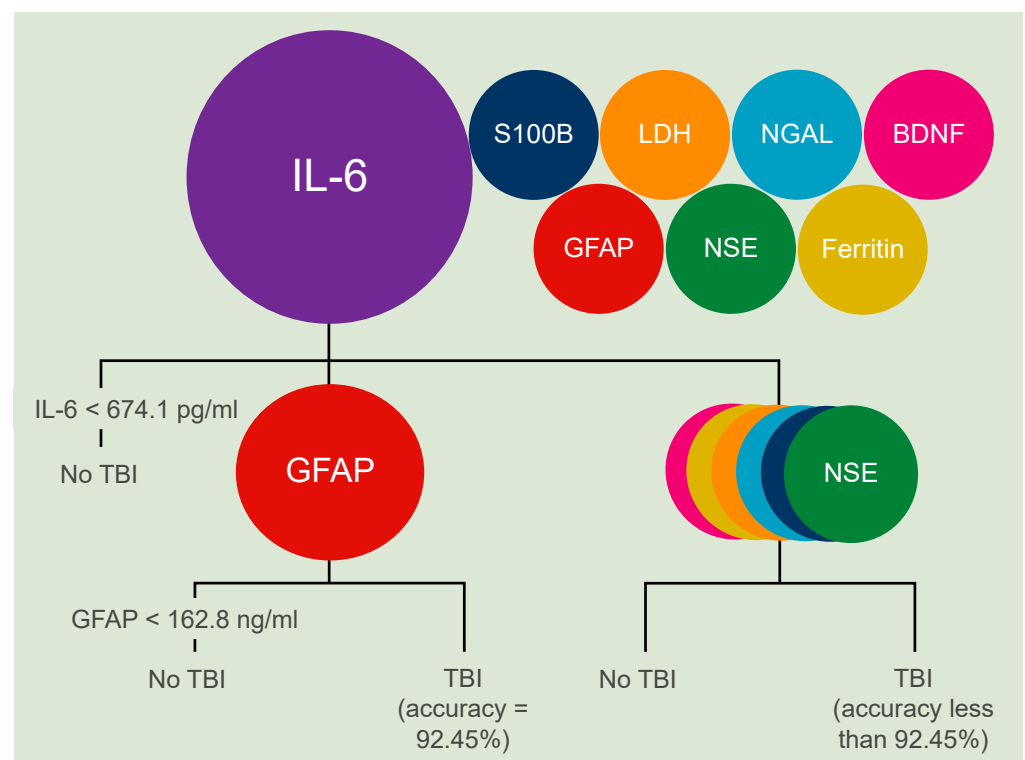 IL-6
S100B
LDH
NGAL
BDNF
GFAP
NSE
Ferritin
IL-6 < 674.1 pg/ml
No TBI
GFAP
NSE
GFAP < 162.8 ng/ml
No TBI
TBI
(accuracy =
92.45%)
No TBI
TBI
(accuracy less
than 92.45%)